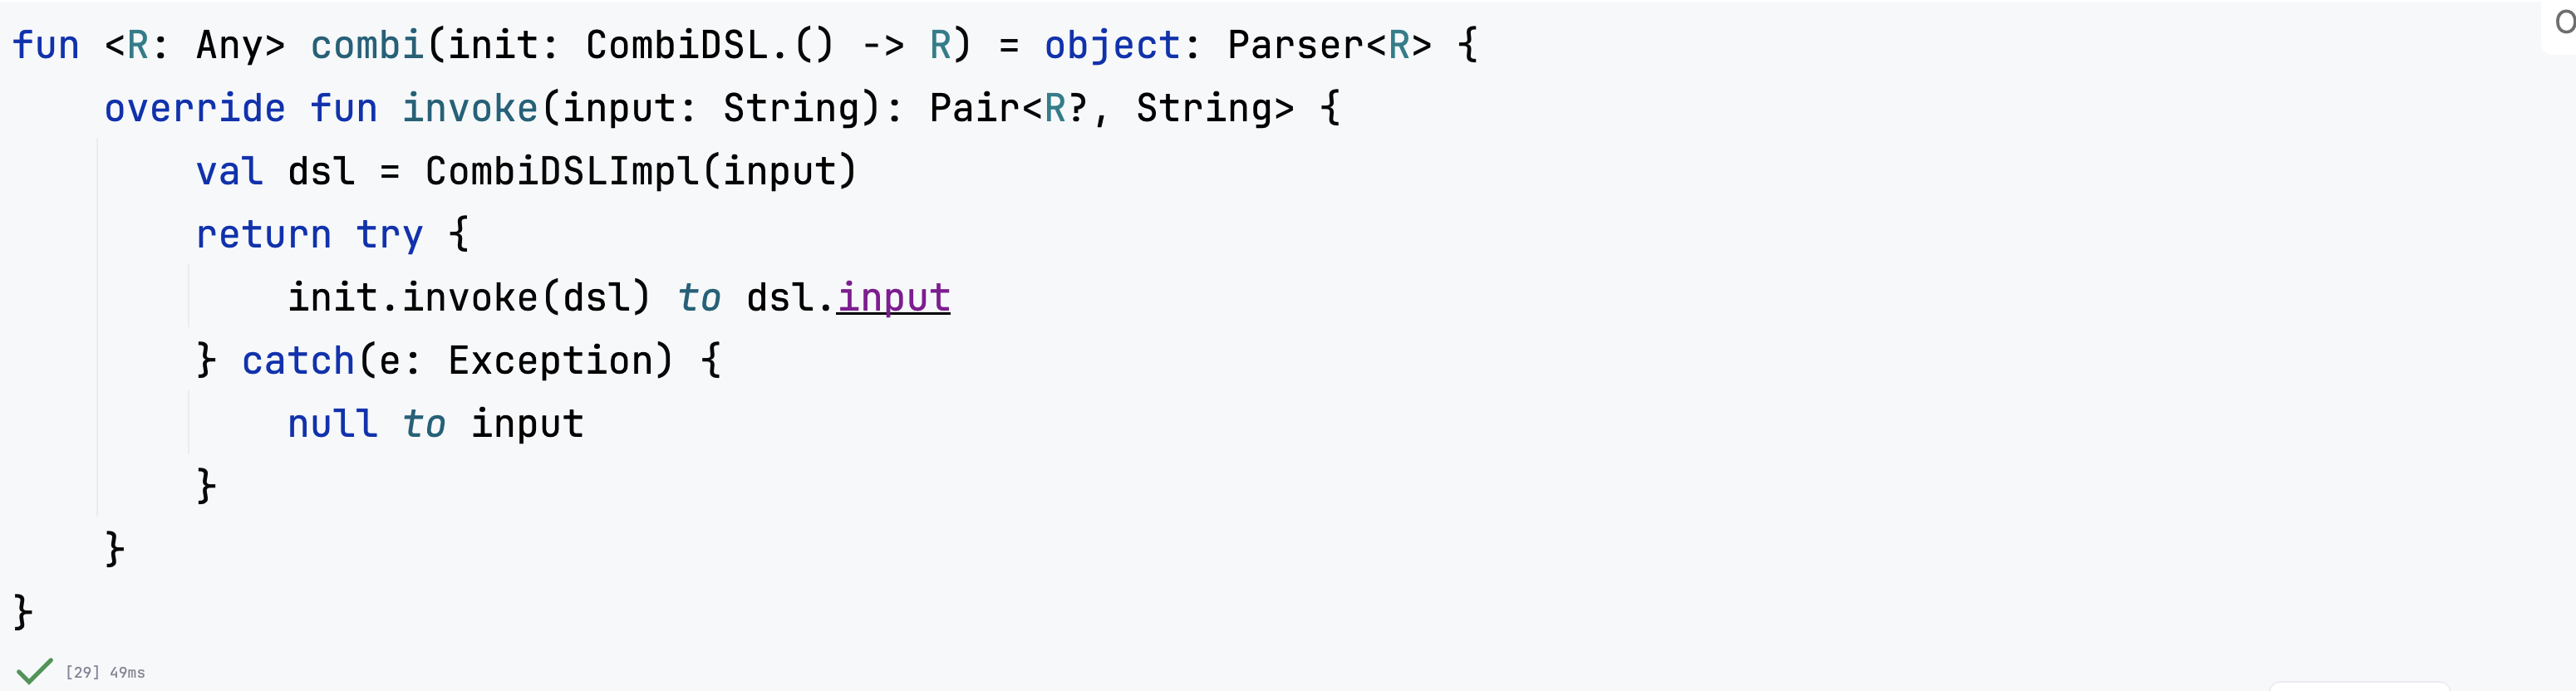 fun <R: Any> combi(init: CombiDSL.() -> R) = object: Parser<R> {
    override fun invoke(input: String): Pair<R?, String> {
        val dsl = CombiDSLImpl(input)
        return try {
            init.invoke(dsl) to dsl.input
        } catch(e: Exception) {
            null to input
        }
    }
}
[29] 49ms